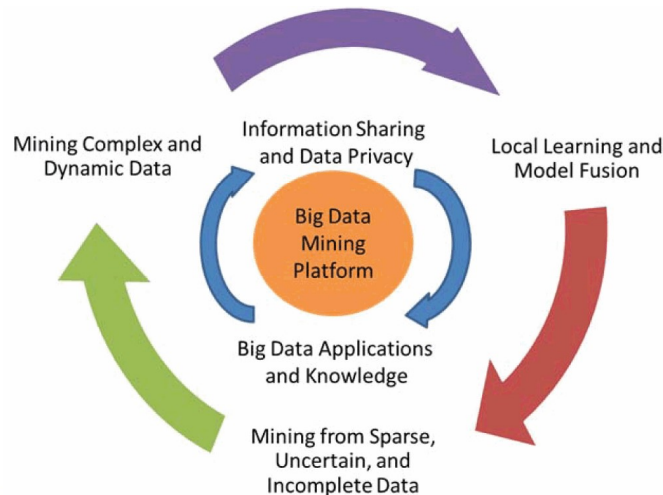 Information Sharing
and Data Privacy
Mining Complex and
Dynamic Data
Local Learning and
Model Fusion
Big Data
Mining
Platform
Big Data Applications
and Knowledge
Mining from Sparse,
Uncertain, and
Incomplete Data